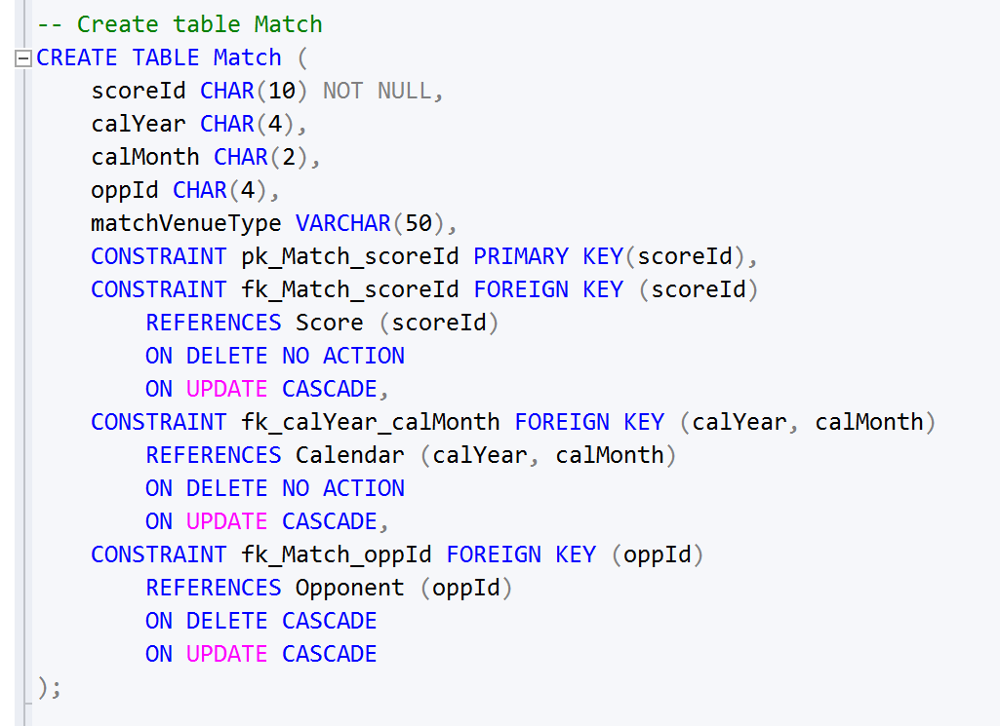 -- Create table Match
CREATE TABLE Match (
    scoreId CHAR(10) NOT NULL,
    calYear CHAR(4),
    calMonth CHAR(2),
    oppId CHAR(4),
    matchVenueType VARCHAR(50),
    CONSTRAINT pk_Match_scoreId PRIMARY KEY(scoreId),
    CONSTRAINT fk_Match_scoreId FOREIGN KEY (scoreId)
        REFERENCES Score (scoreId)
        ON DELETE NO ACTION
        ON UPDATE CASCADE,
    CONSTRAINT fk_calYear_calMonth FOREIGN KEY (calYear, calMonth)
        REFERENCES Calendar (calYear, calMonth)
        ON DELETE NO ACTION
        ON UPDATE CASCADE,
    CONSTRAINT fk_Match_oppId FOREIGN KEY (oppId)
        REFERENCES Opponent (oppId)
        ON DELETE CASCADE
        ON UPDATE CASCADE
);